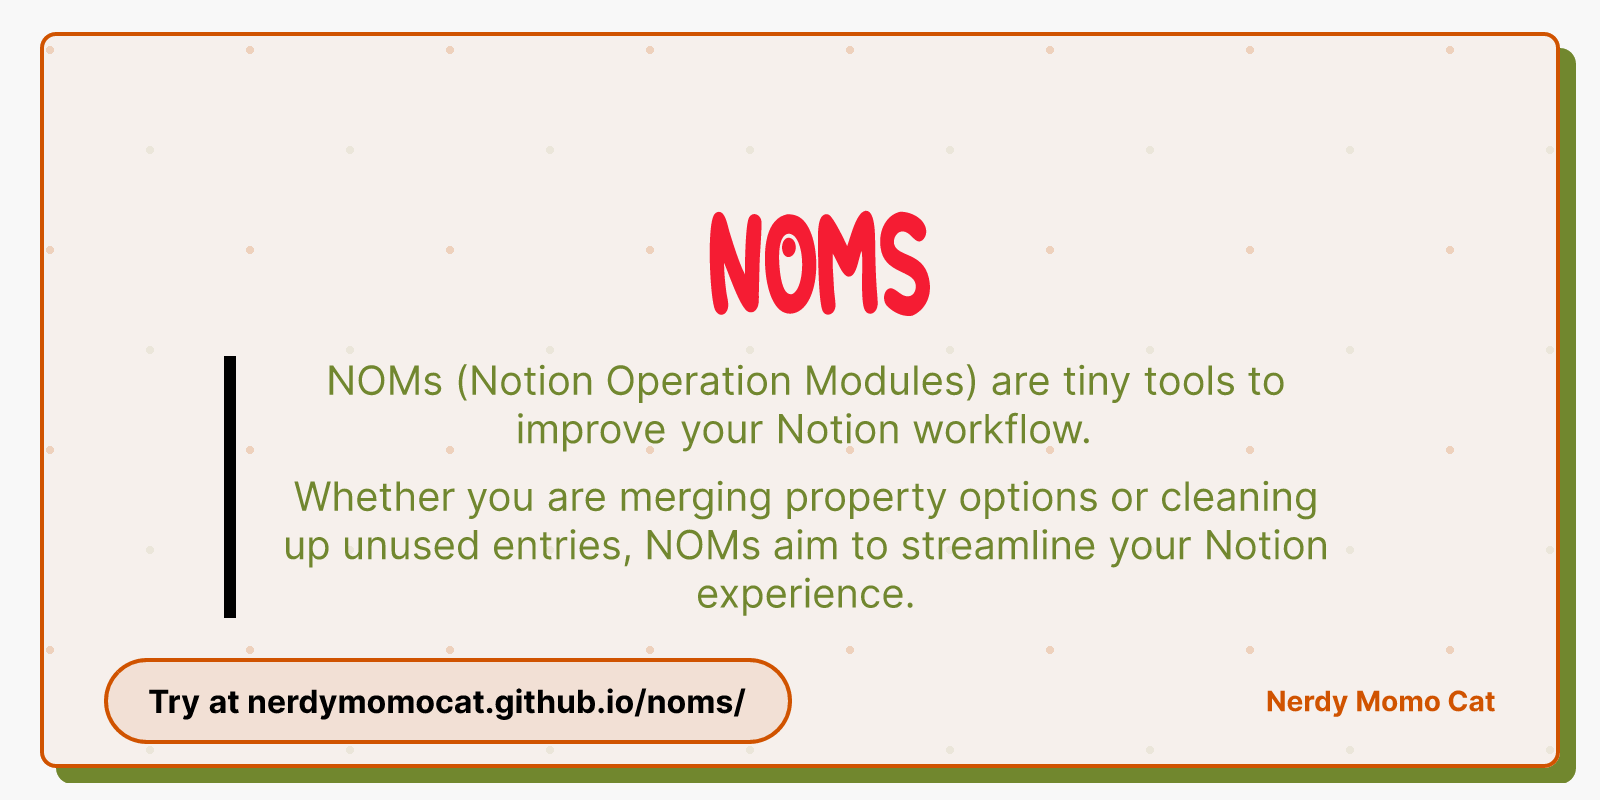 NOMS
NOMs (Notion Operation Modules) are tiny tools to
improve your Notion workflow.
Whether you are merging property options or cleaning
up unused entries, NOMs aim to streamline your Notion
experience.
Try at nerdymomocat.github.io/noms/
Nerdy Momo Cat